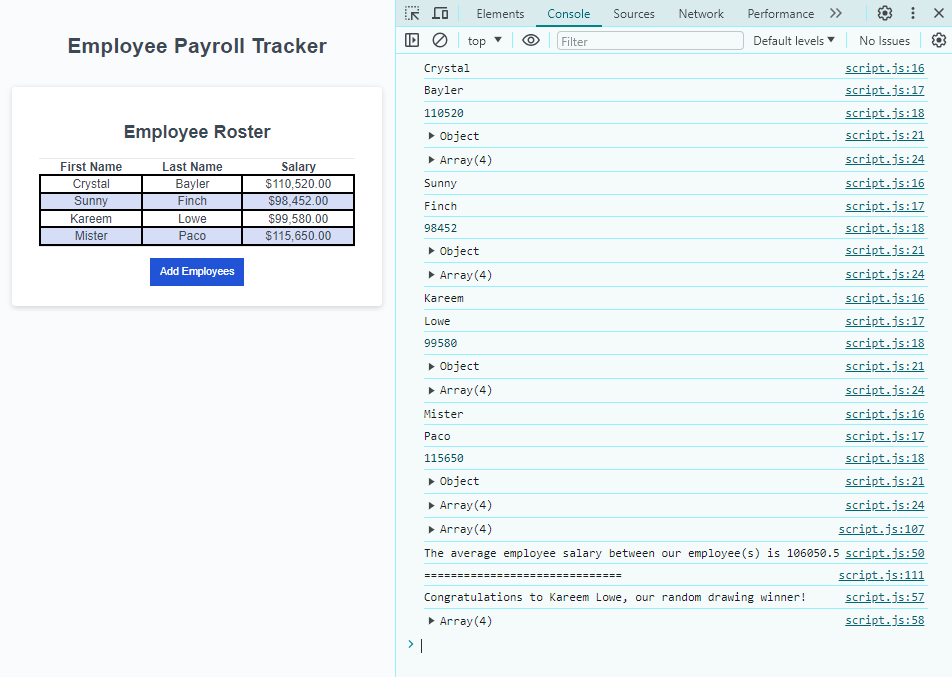 Employee Payroll Tracker
Employee Roster
First Name Last Name Salary
Crystal Bayler $110,520.00
Sunny Finch $98,452.00
Kareem Lowe $99,580.00
Mister Paco $115,650.00
Add Employees
Elements Console Sources Network Performance
top Filter Default levels No Issues
Crystal script.js:16
Bayler script.js:17
110520 script.js:18
Object script.js:21
Array(4) script.js:24
Sunny script.js:16
Finch script.js:17
98452 script.js:18
Object script.js:21
Array(4) script.js:24
Kareem script.js:16
Lowe script.js:17
99580 script.js:18
Object script.js:21
Array(4) script.js:24
Mister script.js:16
Paco script.js:17
115650 script.js:18
Object script.js:21
Array(4) script.js:24
Array(4) script.js:107
The average employee salary between our employee(s) is 106050.5 script.js:50
============================== script.js:111
Congratulations to Kareem Lowe, our random drawing winner! script.js:57
Array(4) script.js:58